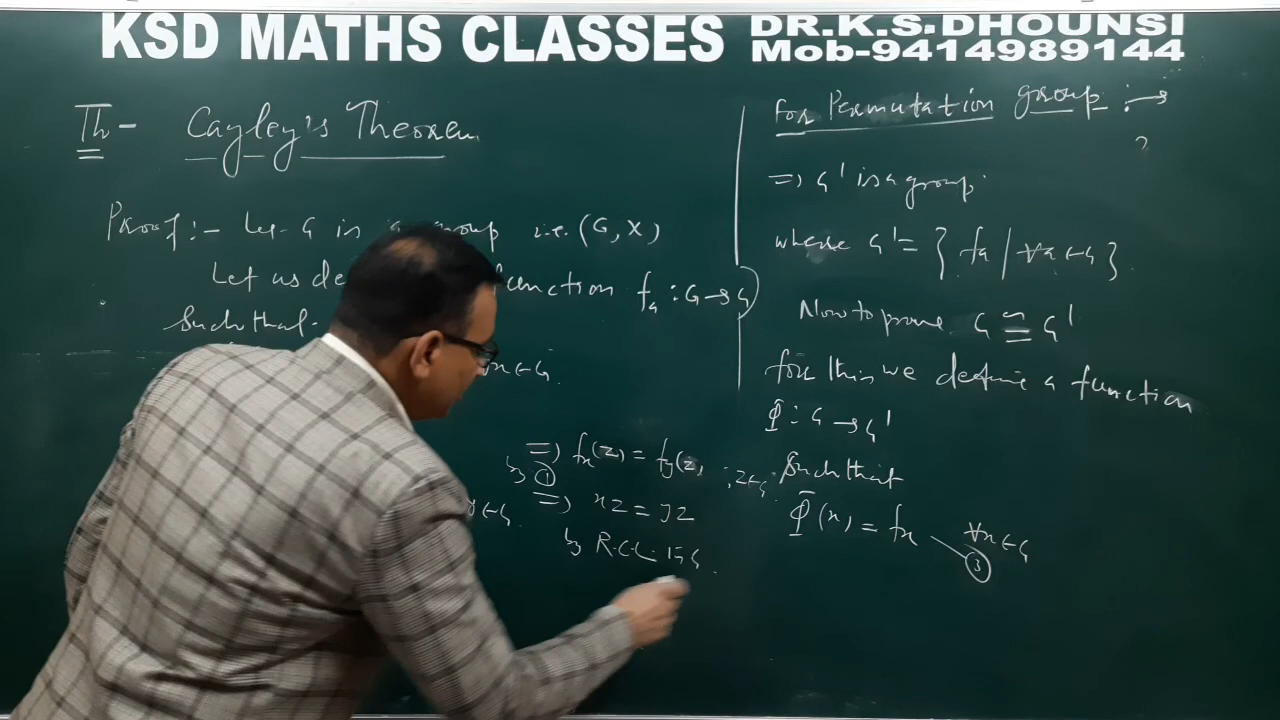 KSD MATHS CLASSES
DR.K.S.DHOUNSI
Mob-9414989144
Th - Cayley's Theorem
Proof:- Let G is a group i.e. (G, X)
Let us de function fₐ : G → G
Such that
∀x ∈ G.
⇒ fx(z) = fy(z) ; z ∈ G.
by ①
⇒ xz = yz
∈ G.
by R.C.L. in G.
For Permutation group :→
?
⇒ G' is a group.
where G' = { fa / ∀a ∈ G }
Now to prove G ≅ G'
for this we define a function
Φ : G → G'
Such that
Φ(x) = fx ∀x ∈ G
③